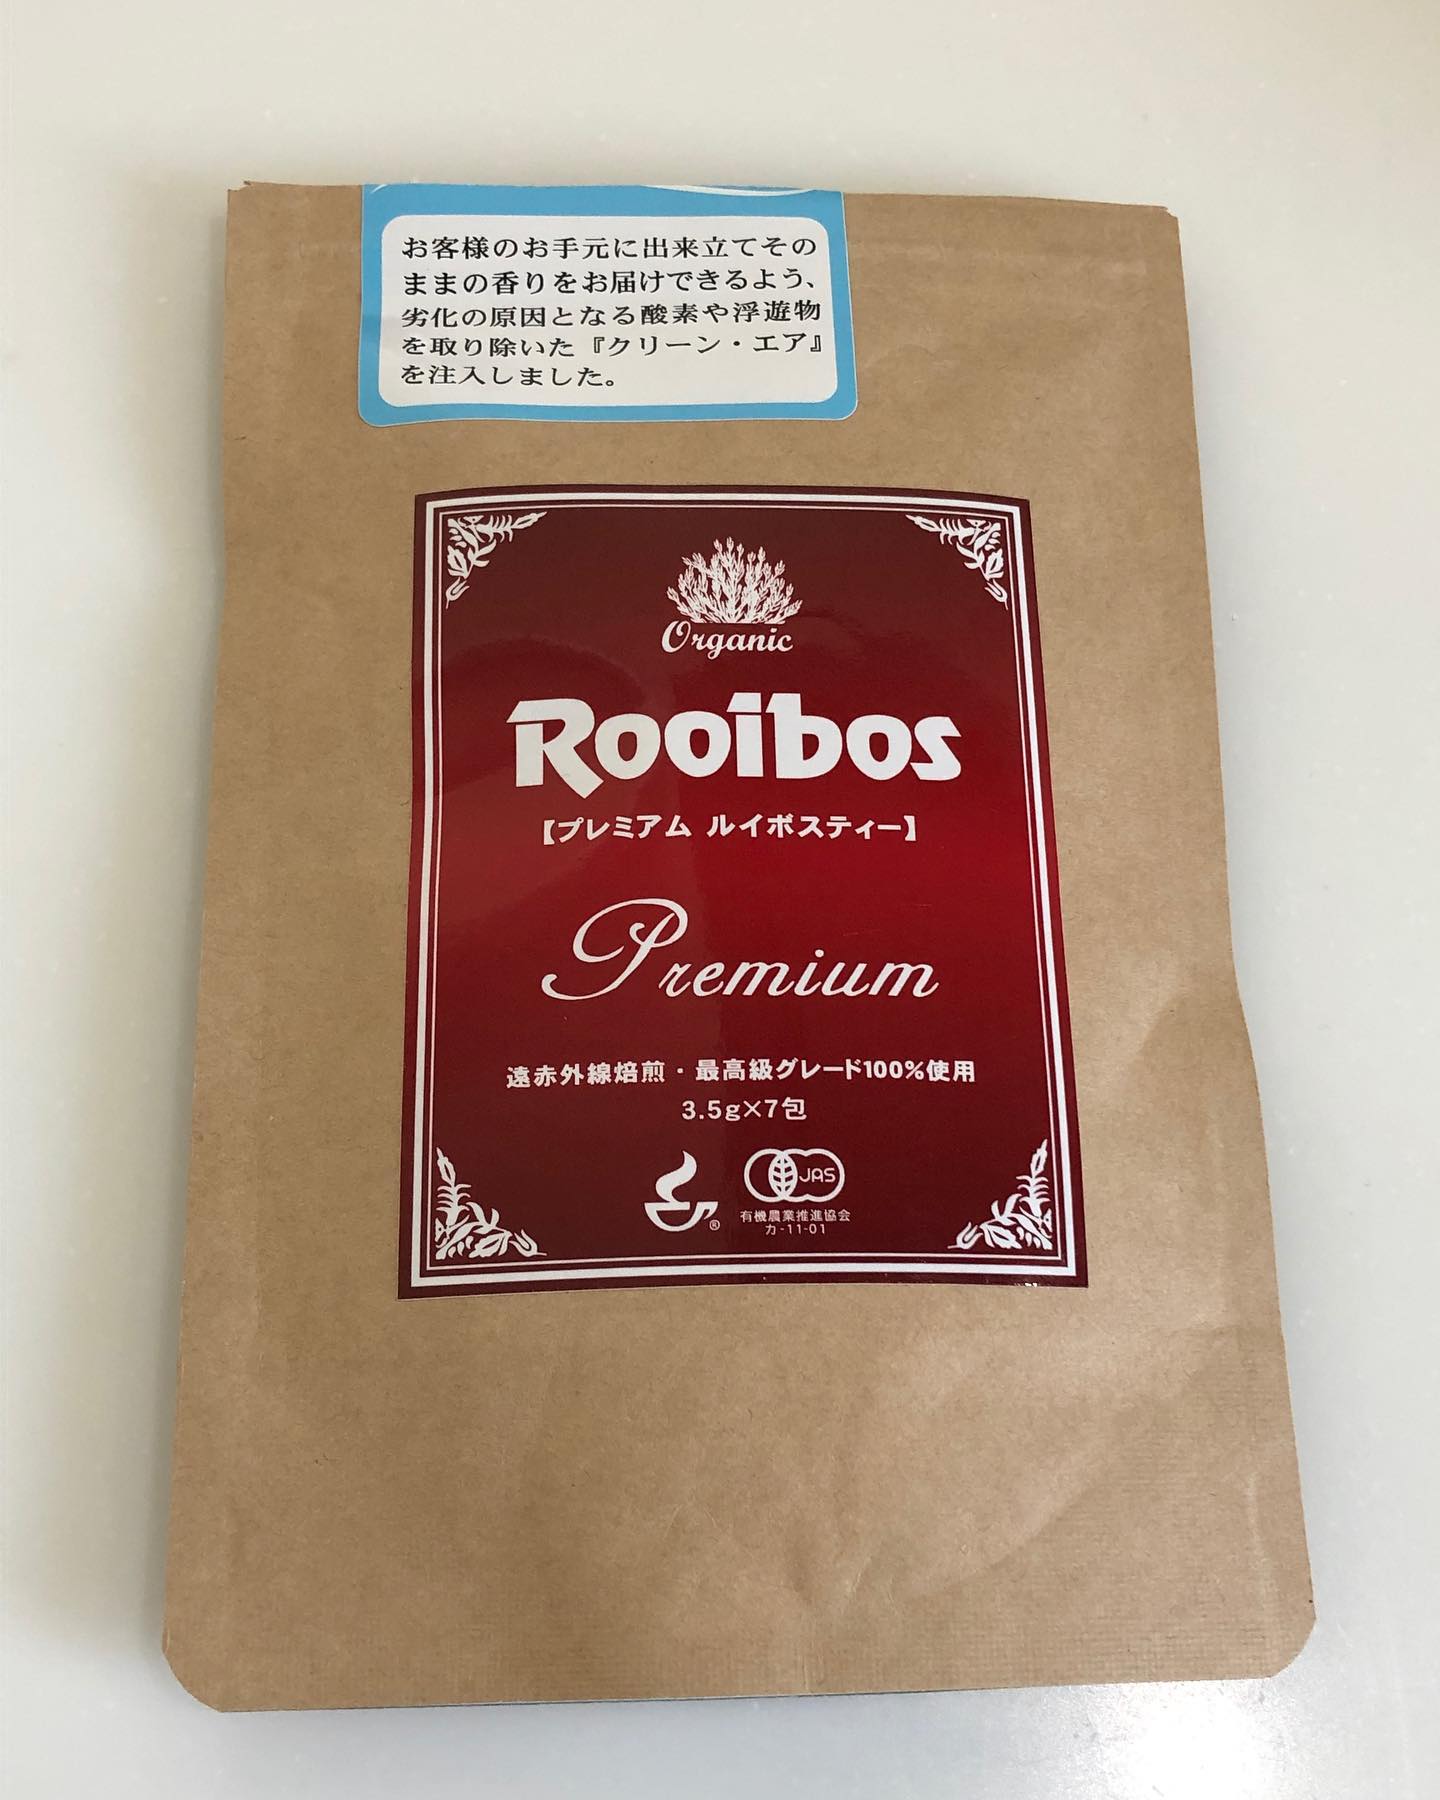 お客様のお手元に出来立てその
ままの香りをお届けできるよう、
劣化の原因となる酸素や浮遊物
を取り除いた『クリーン・エア』
を注入しました。
Organic
Rooibos
【プレミアム ルイボスティー】
Premium
遠赤外線焙煎・最高級グレード100%使用
3.5g×7包
®
JAS
有機農業推進協会
カ-11-01